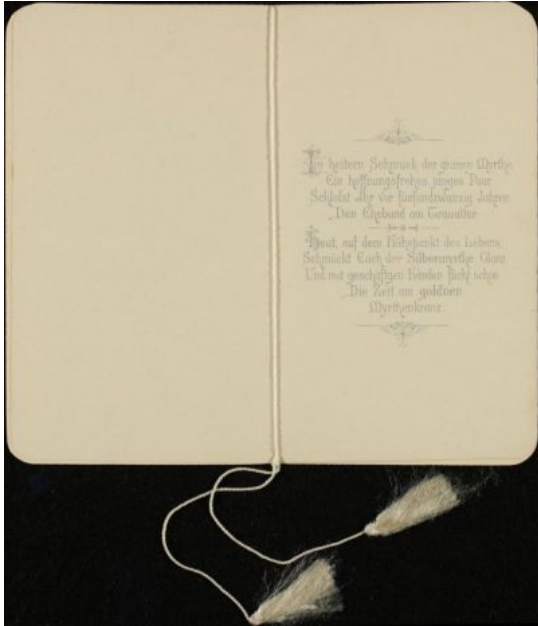 Im heitern Schmuck der grünen Myrthe,
Ein hoffnungsfrohes junges Paar
Schlosst Ihr vor fünfundzwanzig Jahren
Den Ehebund am Traualtar.
Heut, auf dem Höhepunkt des Lebens,
Schmückt Euch der Silbermyrthe Glanz
Und mit geschäft'gen Händen flicht schon
Die Zeit am goldnen
Myrthenkranz.